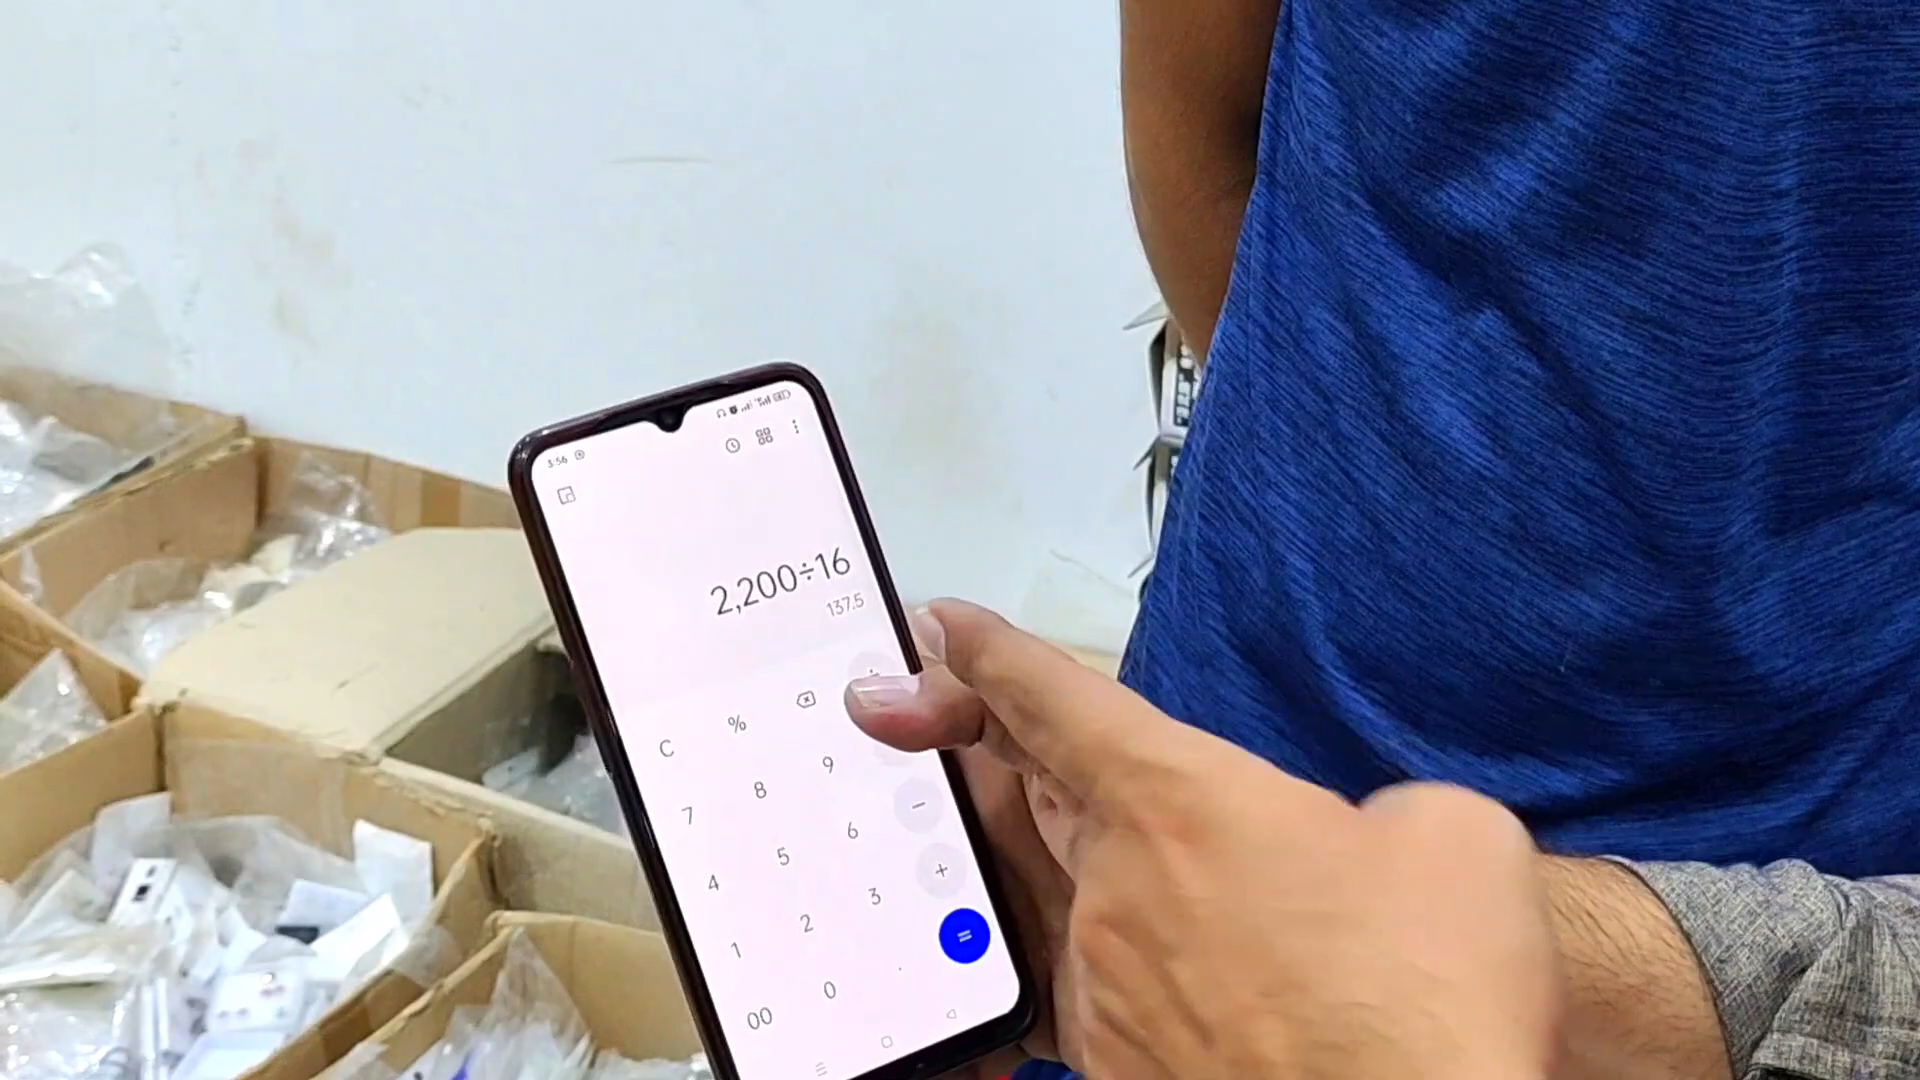 3:56
2,200÷16
137.5
C % ÷
7 8 9 −
4 5 6 +
1 2 3 =
00 0 .